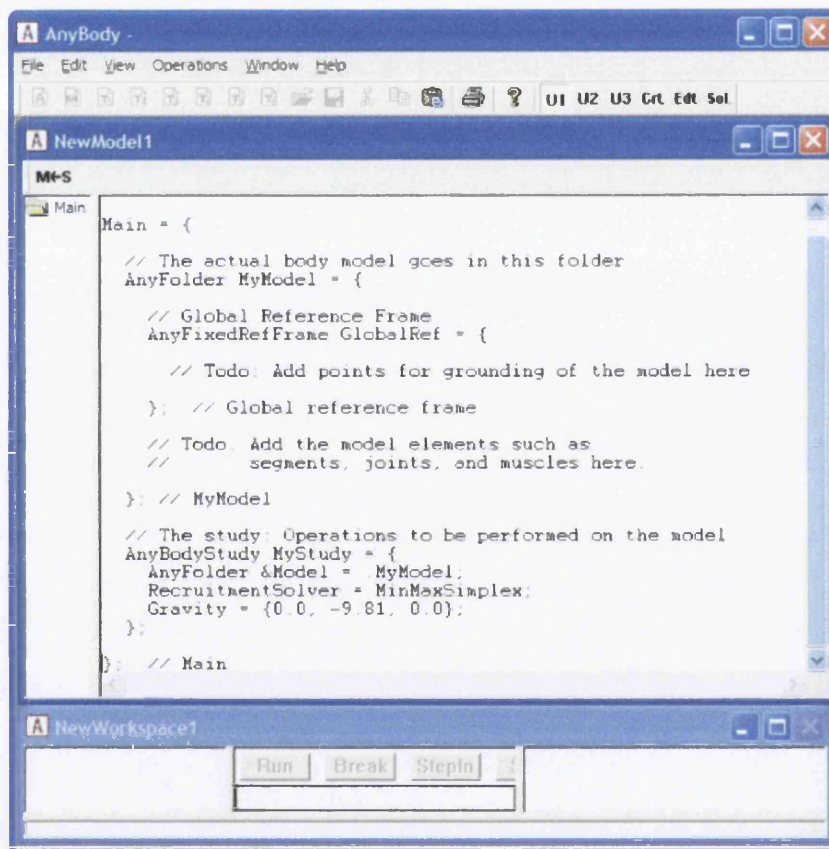 AnyBody -
File Edit View Operations Window Help
U1 U2 U3 Crt Edt Sol
NewModel1
M←S
Main
Main = {
// The actual body model goes in this folder
AnyFolder MyModel = {
// Global Reference Frame
AnyFixedRefFrame GlobalRef = {
// Todo: Add points for grounding of the model here
}; // Global reference frame
// Todo. Add the model elements such as
// segments, joints, and muscles here.
}; // MyModel
// The study: Operations to be performed on the model
AnyBodyStudy MyStudy = {
AnyFolder &Model = .MyModel;
RecruitmentSolver = MinMaxSimplex;
Gravity = {0.0, -9.81, 0.0};
};
}; // Main
NewWorkspace1
Run Break StepIn